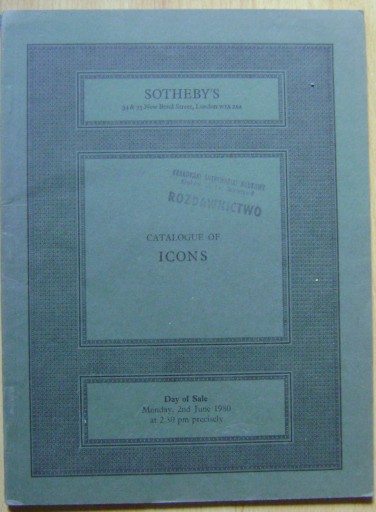 SOTHEBY'S
34 & 35 New Bond Street, London W1A 2AA
ROZDAWNICTWO
CATALOGUE OF
ICONS
Day of Sale
Monday, 2nd June 1980
at 2.30 pm precisely